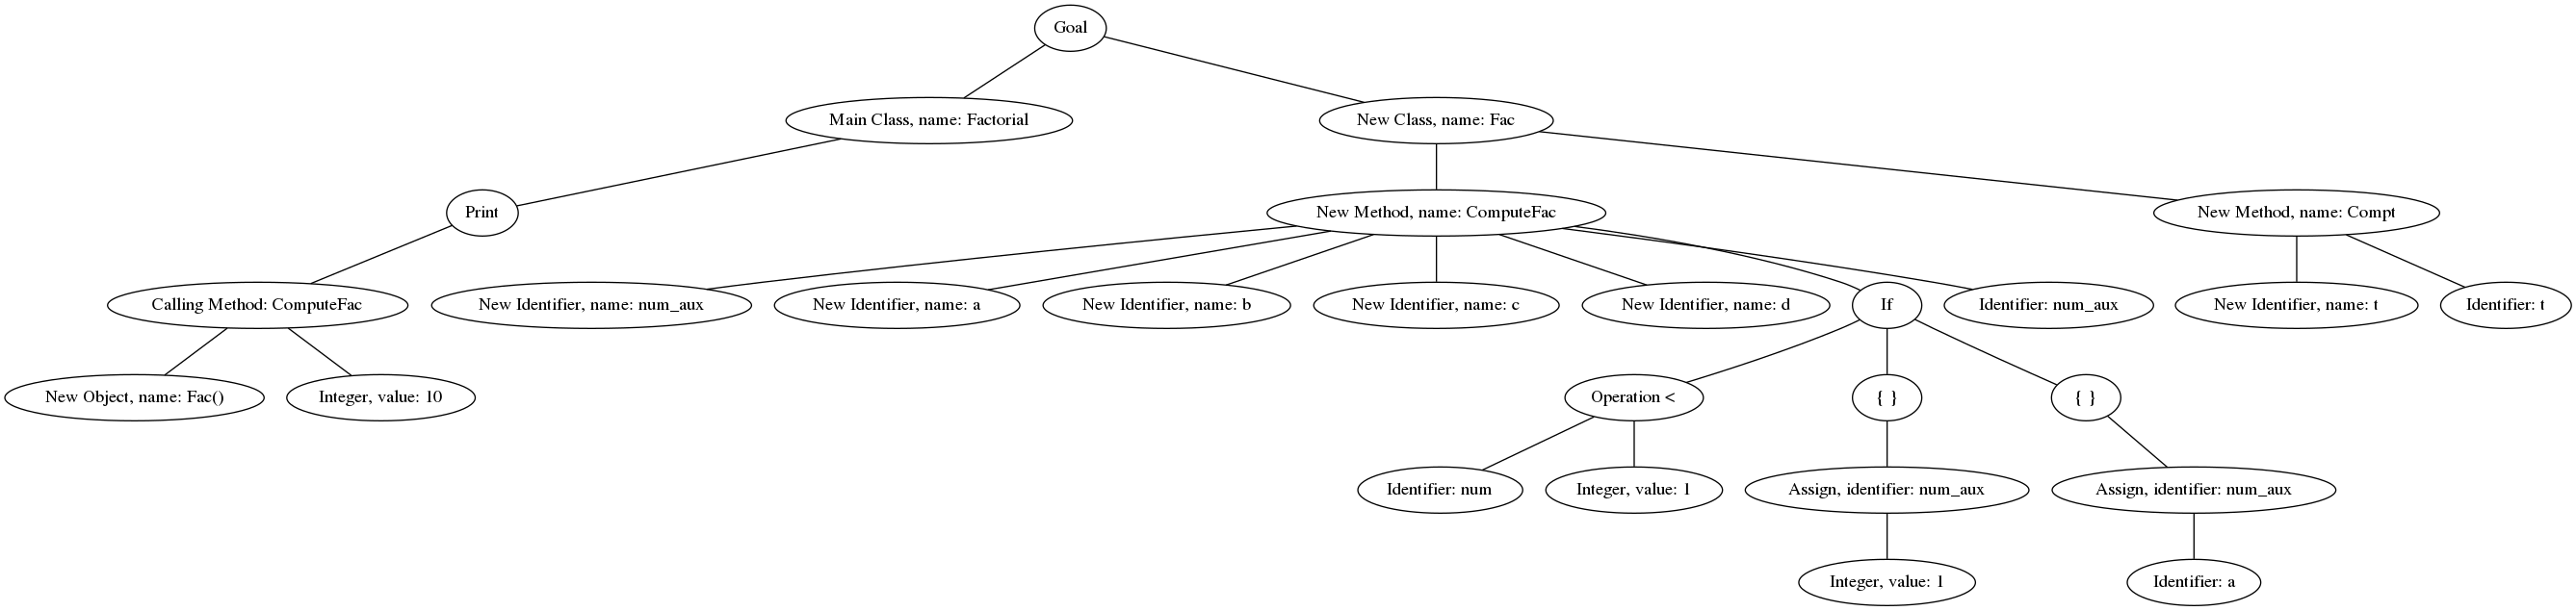 Goal
Main Class, name: Factorial
New Class, name: Fac
Print
New Method, name: ComputeFac
New Method, name: Compt
Calling Method: ComputeFac
New Identifier, name: num_aux
New Identifier, name: a
New Identifier, name: b
New Identifier, name: c
New Identifier, name: d
If
Identifier: num_aux
New Identifier, name: t
Identifier: t
New Object, name: Fac()
Integer, value: 10
Operation <
{ }
{ }
Identifier: num
Integer, value: 1
Assign, identifier: num_aux
Assign, identifier: num_aux
Integer, value: 1
Identifier: a